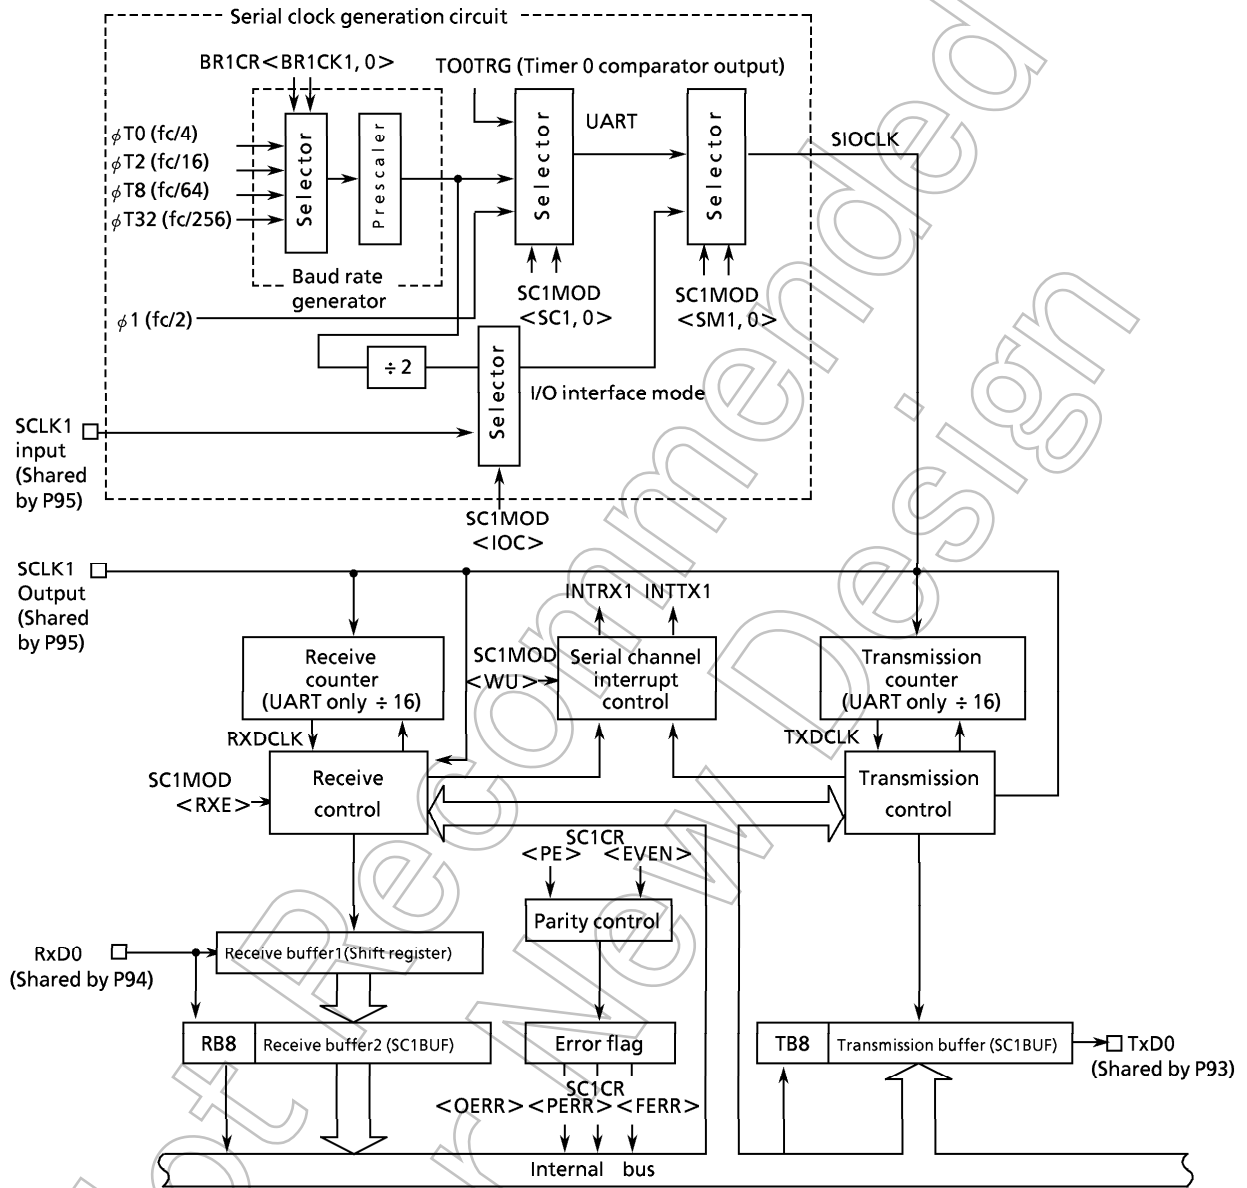 Serial clock generation circuit
BR1CR<BR1CK1, 0>
TO0TRG (Timer 0 comparator output)
UART
SIOCLK
ϕT0 (fc/4)
ϕT2 (fc/16)
ϕT8 (fc/64)
ϕT32 (fc/256)
Selector
Prescaler
Selector
Selector
Baud rate
generator
SC1MOD
<SC1, 0>
SC1MOD
<SM1, 0>
ϕ1 (fc/2)
÷ 2
Selector
I/O interface mode
SCLK1
input
(Shared
by P95)
SC1MOD
<IOC>
SCLK1
Output
(Shared
by P95)
INTRX1 INTTX1
Receive
counter
(UART only ÷ 16)
SC1MOD
<WU>
Serial channel
interrupt
control
Transmission
counter
(UART only ÷ 16)
RXDCLK
TXDCLK
SC1MOD
<RXE>
Receive
control
Transmission
control
SC1CR
<PE> <EVEN>
Parity control
RxD0
(Shared by P94)
Receive buffer1(Shift register)
RB8 Receive buffer2 (SC1BUF)
Error flag
TB8 Transmission buffer (SC1BUF)
TxD0
(Shared by P93)
SC1CR
<OERR> <PERR> <FERR>
Internal bus
Not Recommended
for New Design